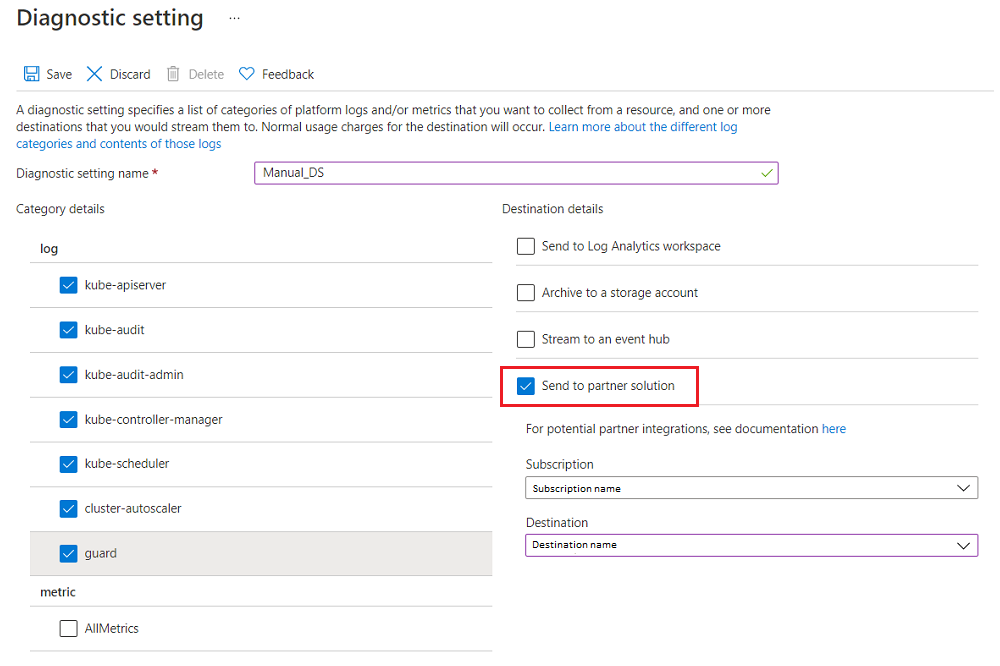 Diagnostic setting ...
Save Discard Delete Feedback
A diagnostic setting specifies a list of categories of platform logs and/or metrics that you want to collect from a resource, and one or more
destinations that you would stream them to. Normal usage charges for the destination will occur. Learn more about the different log
categories and contents of those logs
Diagnostic setting name * Manual_DS
Category details
log
kube-apiserver
kube-audit
kube-audit-admin
kube-controller-manager
kube-scheduler
cluster-autoscaler
guard
metric
AllMetrics
Destination details
Send to Log Analytics workspace
Archive to a storage account
Stream to an event hub
Send to partner solution
For potential partner integrations, see documentation here
Subscription
Subscription name
Destination
Destination name